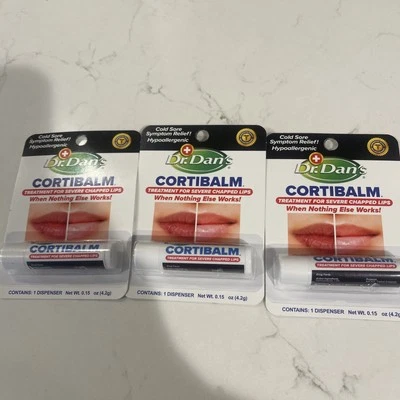 Cold Sore
Symptom Relief!
Hypoallergenic
Dr. Dan's
CORTIBALM
TREATMENT FOR SEVERE CHAPPED LIPS
When Nothing Else Works!
CORTIBALM
TREATMENT FOR SEVERE CHAPPED LIPS
CONTAINS: 1 DISPENSER Net Wt. 0.15 oz (4.2g)
Cold Sore
Symptom Relief!
Hypoallergenic
Dr. Dan's
CORTIBALM
TREATMENT FOR SEVERE CHAPPED LIPS
When Nothing Else Works!
CORTIBALM
TREATMENT FOR SEVERE CHAPPED LIPS
CONTAINS: 1 DISPENSER Net Wt. 0.15 oz (4.2g)
Cold Sore
Symptom Relief!
Hypoallergenic
Dr. Dan's
CORTIBALM
TREATMENT FOR SEVERE CHAPPED LIPS
When Nothing Else Works!
CONTAINS: 1 DISPENSER Net Wt. 0.15 oz (4.2g)